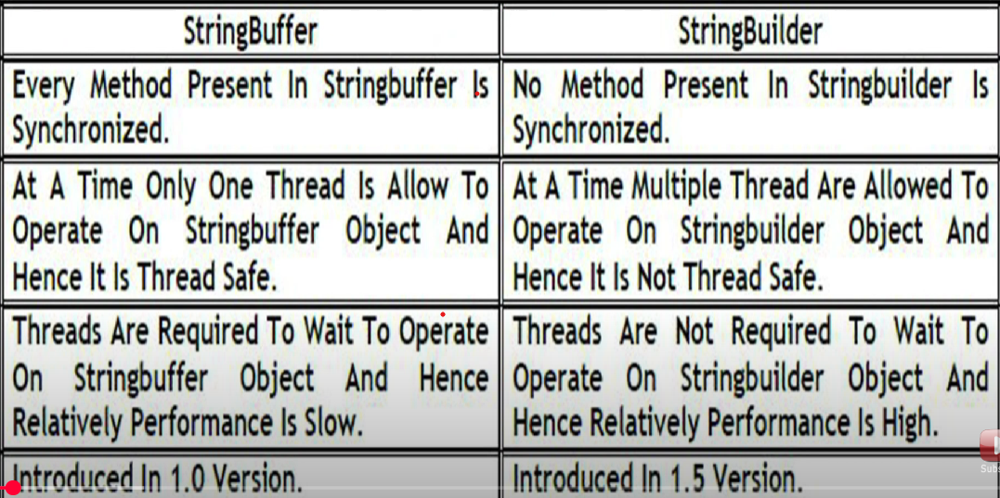 StringBuffer
StringBuilder
Every Method Present In Stringbuffer Is
Synchronized.
No Method Present In Stringbuilder Is
Synchronized.
At A Time Only One Thread Is Allow To
Operate On Stringbuffer Object And
Hence It Is Thread Safe.
At A Time Multiple Thread Are Allowed To
Operate On Stringbuilder Object And
Hence It Is Not Thread Safe.
Threads Are Required To Wait To Operate
On Stringbuffer Object And Hence
Relatively Performance Is Slow.
Threads Are Not Required To Wait To
Operate On Stringbuilder Object And
Hence Relatively Performance Is High.
Introduced In 1.0 Version.
Introduced In 1.5 Version.
Subs